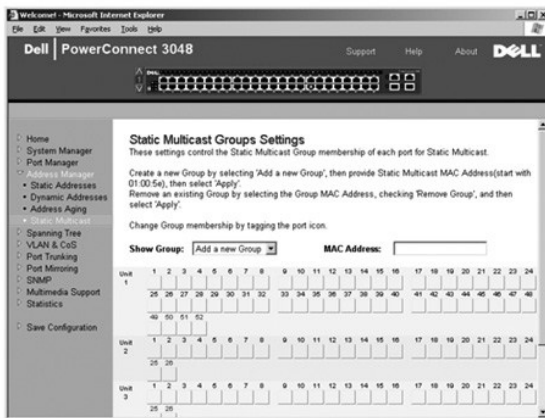 Welcome! - Microsoft Internet Explorer
File Edit View Favorites Tools Help
Dell PowerConnect 3048
Support Help About DELL
Home
System Manager
Port Manager
Address Manager
Static Addresses
Dynamic Addresses
Address Aging
Static Multicast
Spanning Tree
VLAN & CoS
Port Trunking
Port Mirroring
SNMP
Multimedia Support
Statistics
Save Configuration
Static Multicast Groups Settings
These settings control the Static Multicast Group membership of each port for Static Multicast.
Create a new Group by selecting 'Add a new Group', then provide Static Multicast MAC Address(start with
01:00:5e), then select 'Apply'.
Remove an existing Group by selecting the Group MAC Address, checking 'Remove Group', and then
select 'Apply'.
Change Group membership by tagging the port icon.
Show Group: Add a new Group MAC Address:
Unit 1
1 2 3 4 5 6 7 8 9 10 11 12 13 14 15 16 17 18 19 20 21 22 23 24
25 26 27 28 29 30 31 32 33 34 35 36 37 38 39 40 41 42 43 44 45 46 47 48
49 50 51 52
Unit 2
1 2 3 4 5 6 7 8 9 10 11 12 13 14 15 16 17 18 19 20 21 22 23 24
25 26
Unit 3
1 2 3 4 5 6 7 8 9 10 11 12 13 14 15 16 17 18 19 20 21 22 23 24
25 26